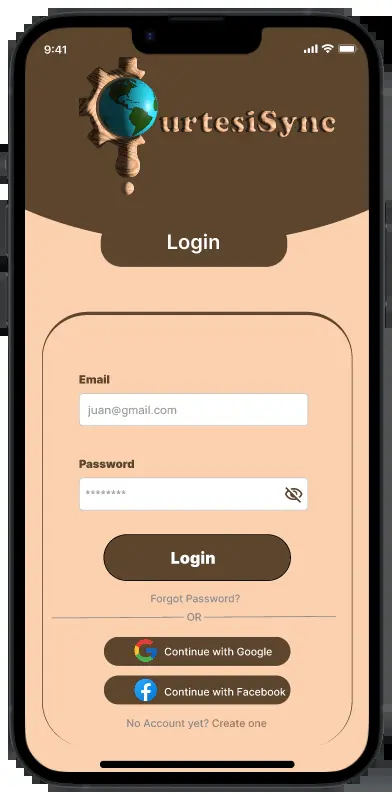 9:41
urtesiSync
Login
Email
juan@gmail.com
Password
********
Login
Forgot Password?
OR
Continue with Google
Continue with Facebook
No Account yet? Create one